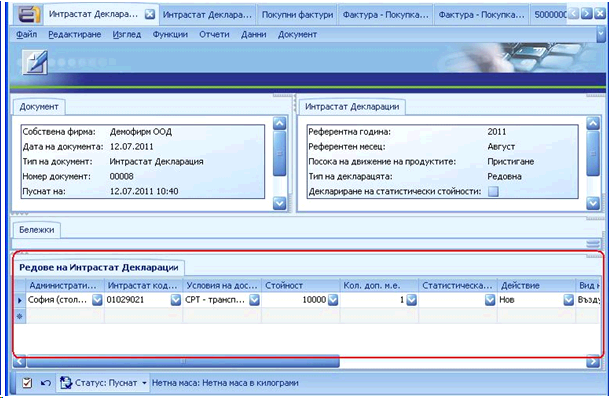 Интрастат Деклара...
Интрастат Деклара...
Покупни фактури
Фактура - Покупка...
Фактура - Покупка...
500000
Файл Редактиране Изглед Функции Отчети Данни Документ
Документ
Собствена фирма: Демофирм ООД
Дата на документа: 12.07.2011
Тип на документ: Интрастат Декларация
Номер документ: 00008
Пуснат на: 12.07.2011 10:40
Интрастат Декларации
Референтна година: 2011
Референтен месец: Август
Посока на движение на продуктите: Пристигане
Тип на декларацята: Редовна
Деклариране на статистически стойности:
Бележки
Редове на Интрастат Декларации
Администрати... Интрастат код... Условия на дос... Стойност Кол. доп. м.е. Статистическа... Действие Вид н
София (стол... 01029021 СРТ - трансп... 10000 1 Нов Възду
Статус: Пуснат Нетна маса: Нетна маса в килограми